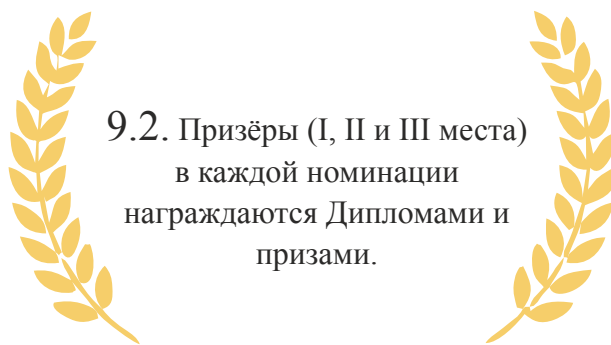 9.2. Призёры (I, II и III места)
в каждой номинации
награждаются Дипломами и
призами.